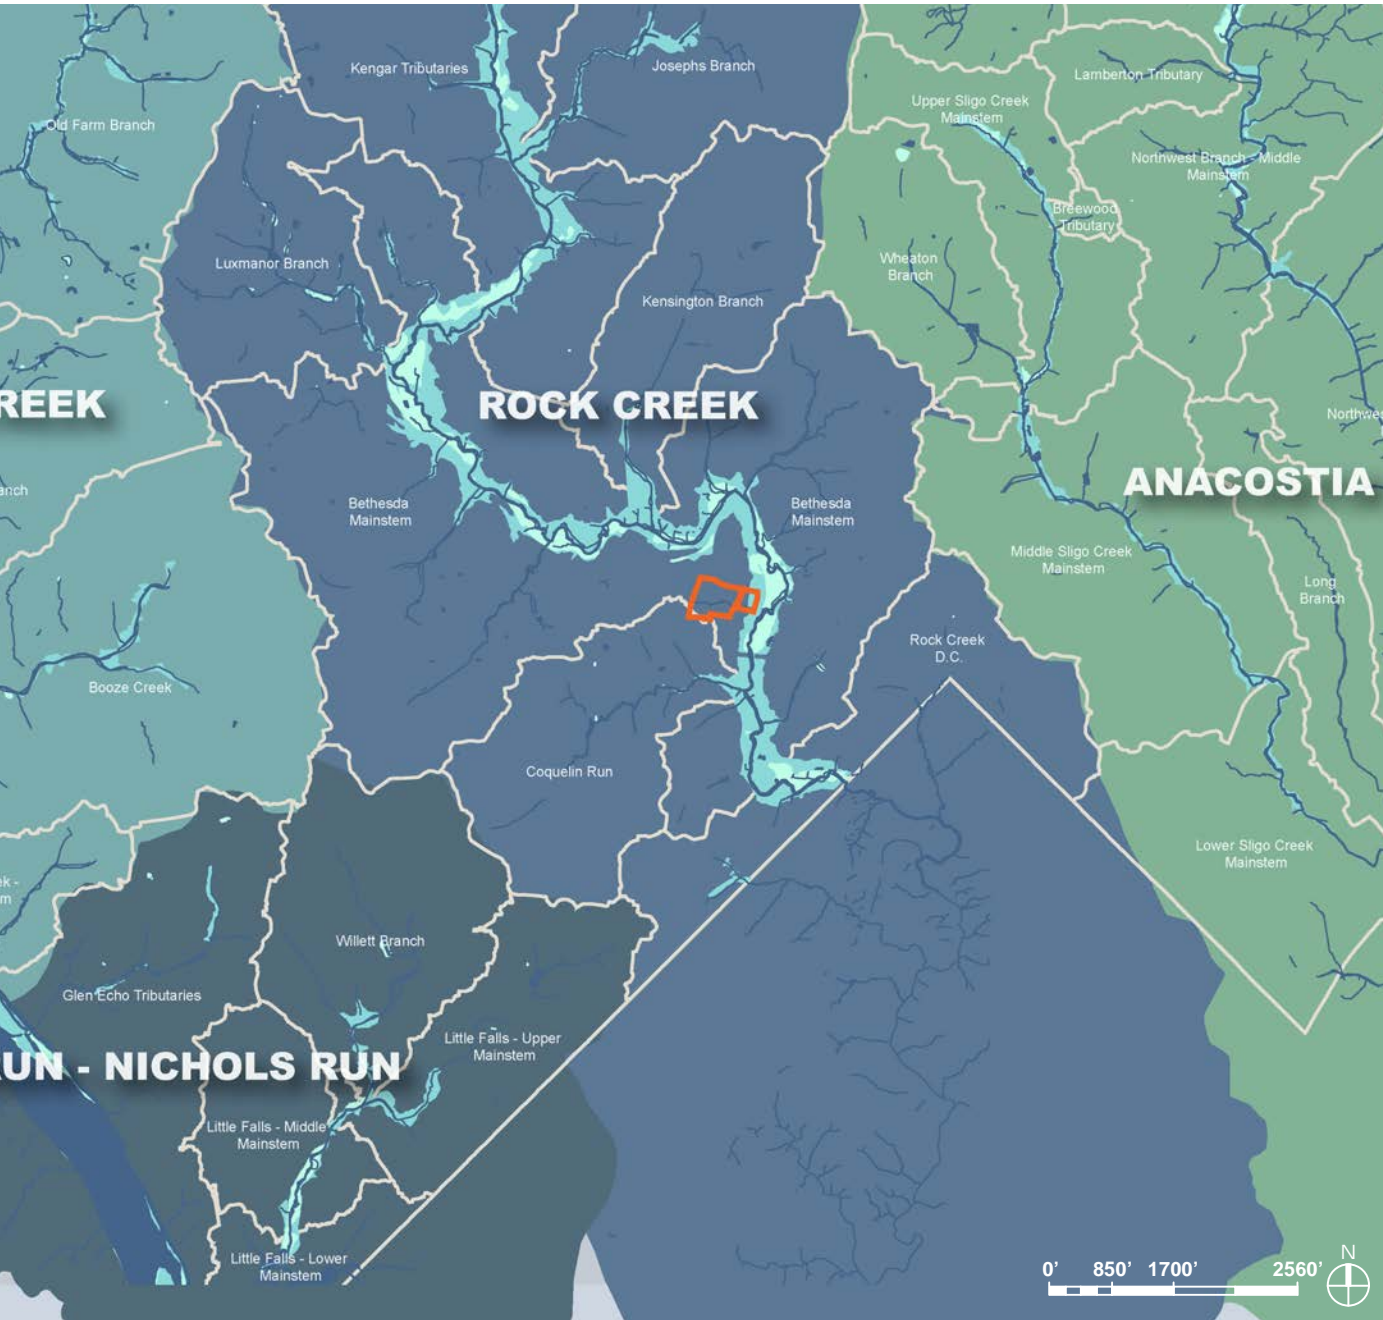 Kengar Tributaries
Josephs Branch
Lamberton Tributary
Upper Sligo Creek
Mainstem
Old Farm Branch
Northwest Branch - Middle
Mainstem
Breewood
Tributary
Luxmanor Branch
Wheaton
Branch
Kensington Branch
REEK
ROCK CREEK
Northwes
anch
ANACOSTIA
Bethesda
Mainstem
Bethesda
Mainstem
Middle Sligo Creek
Mainstem
Long
Branch
Rock Creek
D.C.
Booze Creek
Coquelin Run
Lower Sligo Creek
Mainstem
ek -
m
Willett Branch
Glen Echo Tributaries
Little Falls - Upper
Mainstem
UN - NICHOLS RUN
Little Falls - Middle
Mainstem
Little Falls - Lower
Mainstem
N
0' 850' 1700' 2560'